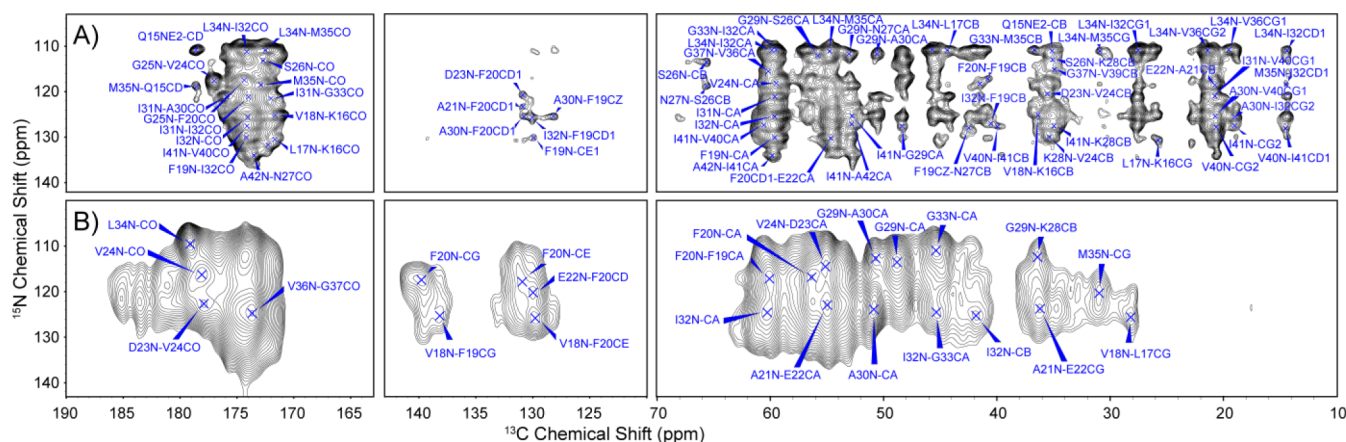 A)
110
120
130
140
Q15NE2-CD
G25N-V24CO
M35N-Q15CD
I31N-A30CO
G25N-F20CO
I31N-I32CO
I32N-CO
I41N-V40CO
F19N-I32CO
L34N-I32CO
L34N-M35CO
S26N-CO
M35N-CO
I31N-G33CO
V18N-K16CO
L17N-K16CO
A42N-N27CO
D23N-F20CD1
A21N-F20CD1
A30N-F20CD1
A30N-F19CZ
I32N-F19CD1
F19N-CE1
G33N-I32CA
L34N-I32CA
G37N-V36CA
S26N-CB
V24N-CA
N27N-S26CB
I31N-CA
I32N-CA
I41N-V40CA
F19N-CA
A42N-I41CA
F20CD1-E22CA
G29N-S26CA
L34N-M35CA
G29N-N27CA
G29N-A30CA
L34N-L17CB
G33N-M35CB
F20N-F19CB
I32N-F19CB
I41N-G29CA
I41N-A42CA
V40N-I41CB
F19CZ-N27CB
Q15NE2-CB
L34N-I32CG1
L34N-M35CG
S26N-K28CB
G37N-V39CB
D23N-V24CB
I41N-K28CB
K28N-V24CB
V18N-K16CB
L17N-K16CG
L34N-V36CG1
L34N-V36CG2
L34N-I32CD1
E22N-A21CB
I31N-V40CG1
M35N-I32CD1
A30N-V40CG1
A30N-I32CG2
I41N-CG2
V40N-I41CD1
V40N-CG2
B)
110
120
130
140
L34N-CO
V24N-CO
V36N-G37CO
D23N-V24CO
F20N-CG
V18N-F19CG
F20N-CE
E22N-F20CD
V18N-F20CE
G29N-A30CA
V24N-D23CA
F20N-CA
F20N-F19CA
I32N-CA
G29N-CA
G33N-CA
A21N-E22CA
A30N-CA
I32N-G33CA
I32N-CB
G29N-K28CB
M35N-CG
A21N-E22CG
V18N-L17CG
190 180 170 140 130 70 60 50 40 30 20 10
¹⁵N Chemical Shift (ppm)
¹³C Chemical Shift (ppm)